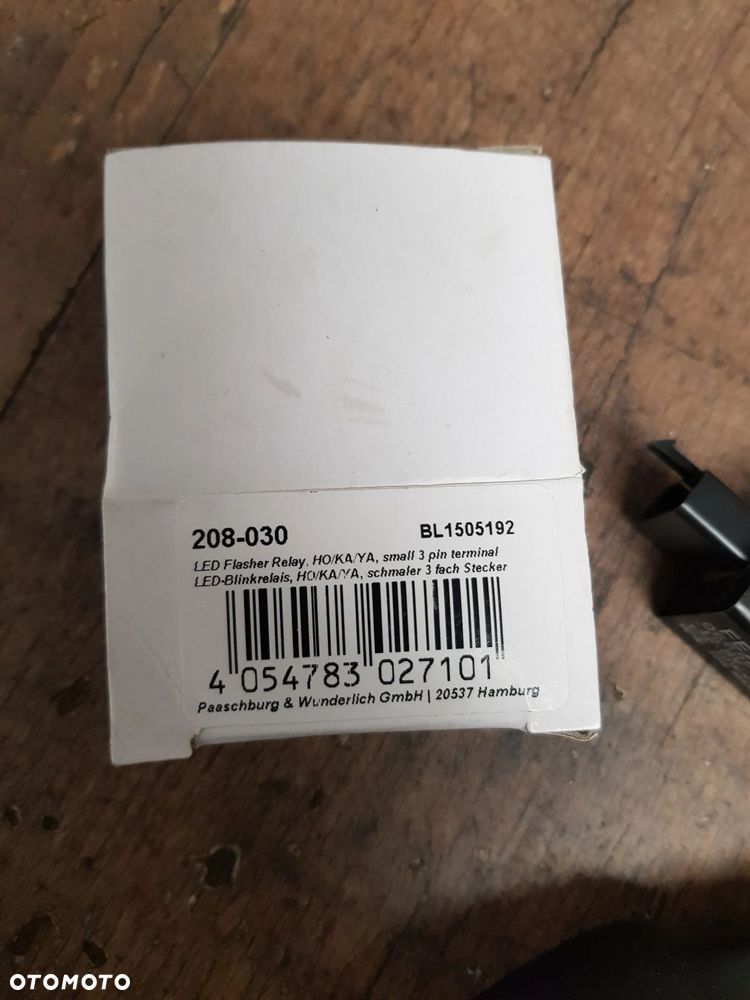 208-030 BL1505192
LED Flasher Relay, HO/KA/YA, small 3 pin terminal
LED-Blinkrelais, HO/KA/YA, schmaler 3 fach Stecker
4 054783 027101
Paaschburg & Wunderlich GmbH | 20537 Hamburg
OTOMOTO